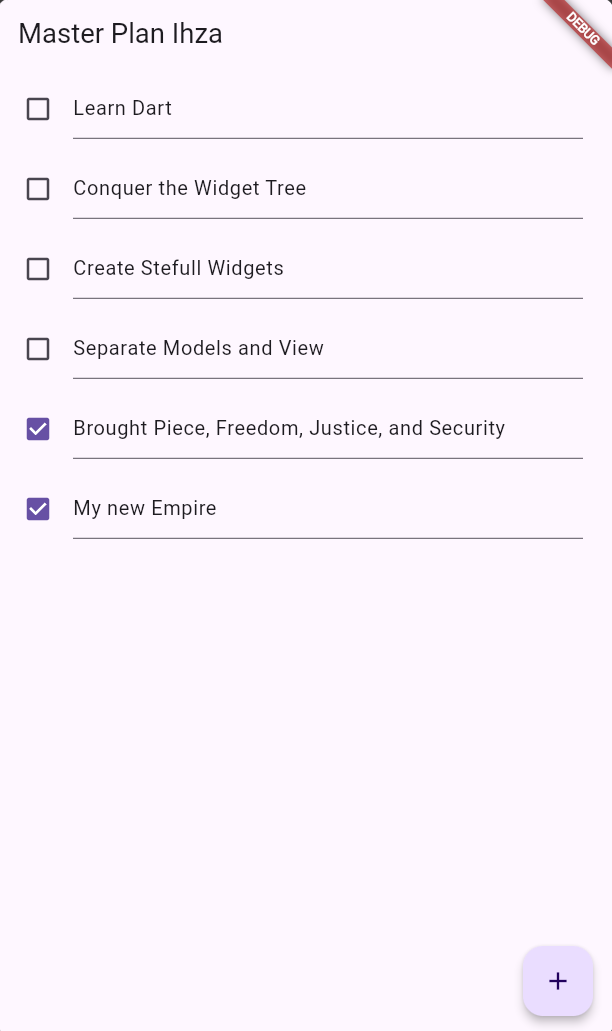 Master Plan Ihza
DEBUG
Learn Dart
Conquer the Widget Tree
Create Stefull Widgets
Separate Models and View
Brought Piece, Freedom, Justice, and Security
My new Empire
+